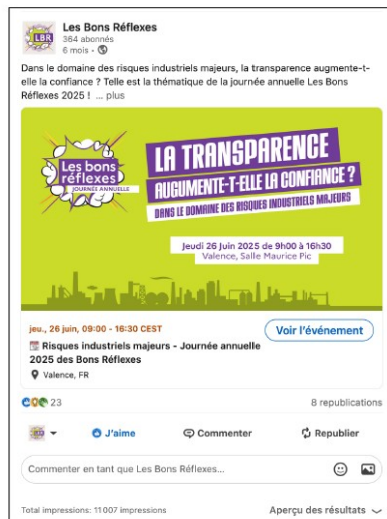 LBR
Les Bons Réflexes
364 abonnés
6 mois •
Dans le domaine des risques industriels majeurs, la transparence augmente-t-
elle la confiance ? Telle est la thématique de la journée annuelle Les Bons
Réflexes 2025 ! ... plus
Les bons
réflexes
JOURNÉE ANNUELLE
LA TRANSPARENCE
AUGUMENTE-T-ELLE LA CONFIANCE ?
DANS LE DOMAINE DES RISQUES INDUSTRIELS MAJEURS
Jeudi 26 Juin 2025 de 9h00 à 16h30
Valence, Salle Maurice Pic
jeu., 26 juin, 09:00 - 16:30 CEST
Voir l'événement
Risques industriels majeurs - Journée annuelle
2025 des Bons Réflexes
Valence, FR
23
8 republications
J'aime
Commenter
Republier
Commenter en tant que Les Bons Réflexes...
Total impressions: 11 007 impressions
Aperçu des résultats